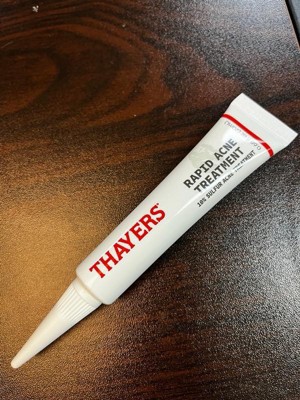 THAYERS
RAPID ACNE
TREATMENT
10% SULFUR ACNE TREATMENT